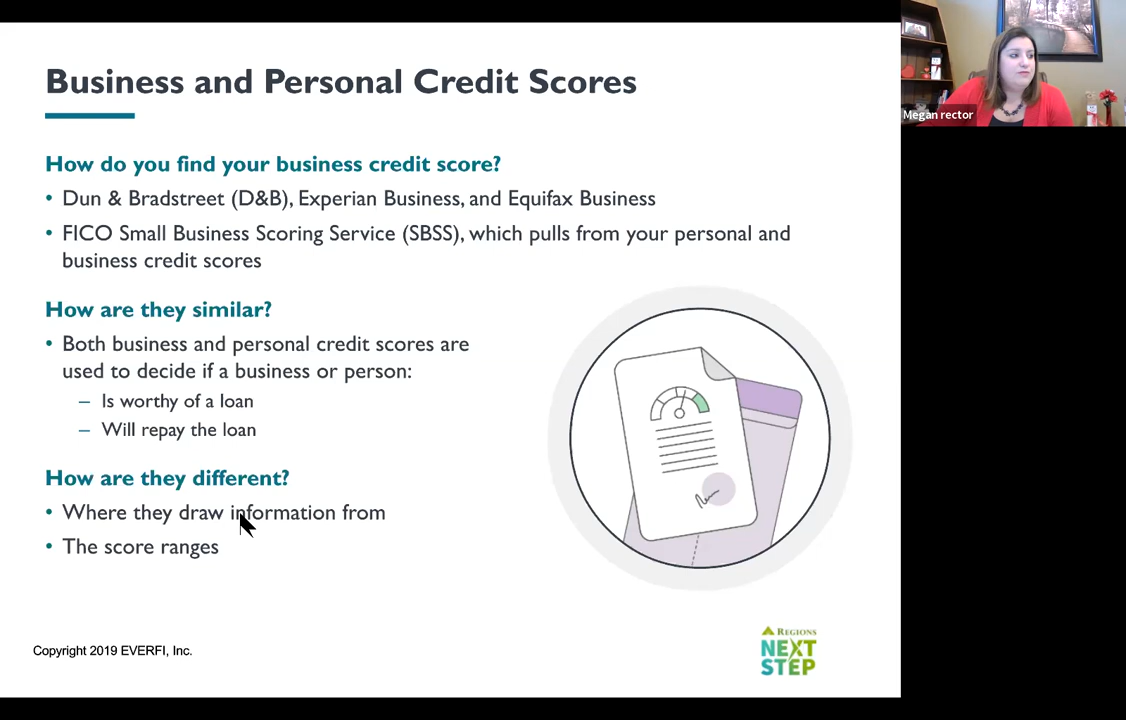 Business and Personal Credit Scores
Megan rector
How do you find your business credit score?
• Dun & Bradstreet (D&B), Experian Business, and Equifax Business
• FICO Small Business Scoring Service (SBSS), which pulls from your personal and
business credit scores
How are they similar?
• Both business and personal credit scores are
used to decide if a business or person:
– Is worthy of a loan
– Will repay the loan
How are they different?
• Where they draw information from
• The score ranges
Copyright 2019 EVERFI, Inc.
REGIONS
NEXT
STEP